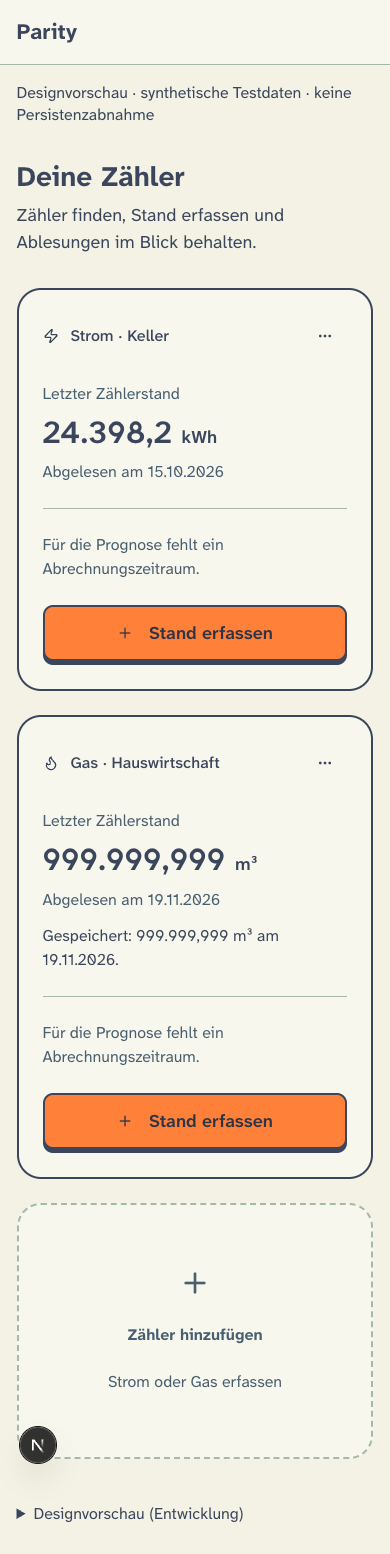 Parity
Designvorschau · synthetische Testdaten · keine
Persistenzabnahme
Deine Zähler
Zähler finden, Stand erfassen und
Ablesungen im Blick behalten.
Strom · Keller
Letzter Zählerstand
24.398,2 kWh
Abgelesen am 15.10.2026
Für die Prognose fehlt ein
Abrechnungszeitraum.
+ Stand erfassen
Gas · Hauswirtschaft
Letzter Zählerstand
999.999,999 m³
Abgelesen am 19.11.2026
Gespeichert: 999.999,999 m³ am
19.11.2026.
Für die Prognose fehlt ein
Abrechnungszeitraum.
+ Stand erfassen
+
Zähler hinzufügen
Strom oder Gas erfassen
N
Designvorschau (Entwicklung)